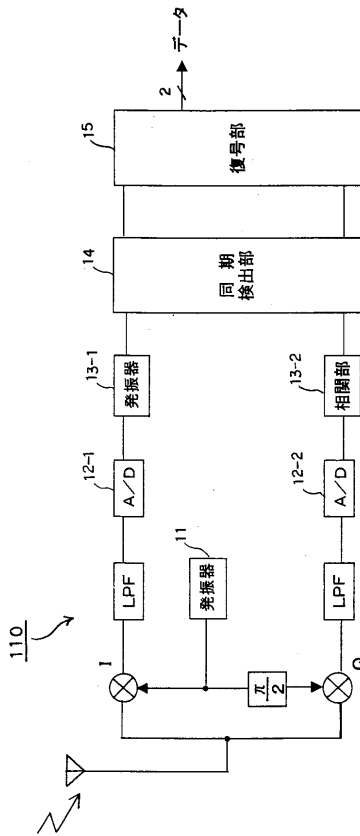 110
I
LPF
12-1
A/D
13-1
発振器
14
同期
検出部
15
復号部
2
データ
11
発振器
π
2
Q
LPF
12-2
A/D
13-2
相関部